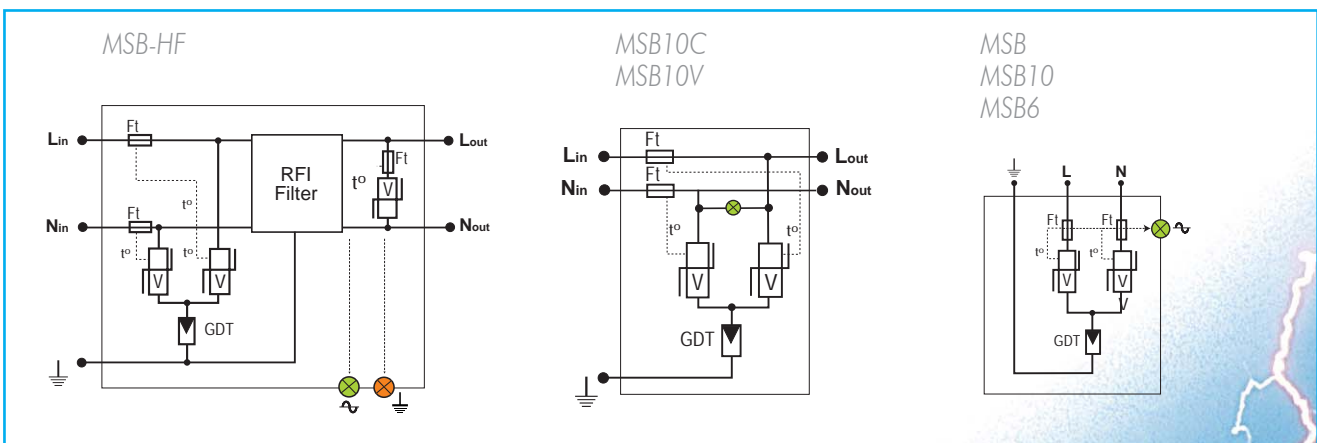 MSB-HF
Ft
Lin
Lout
RFI
Filter
Ft
tº
V
tº
Ft
Nin
Nout
tº
tº
V
V
GDT
MSB10C
MSB10V
Ft
Lin
Lout
Ft
Nin
Nout
tº
tº
V
V
GDT
MSB
MSB10
MSB6
L
N
Ft
Ft
tº
tº
V
V
V
GDT